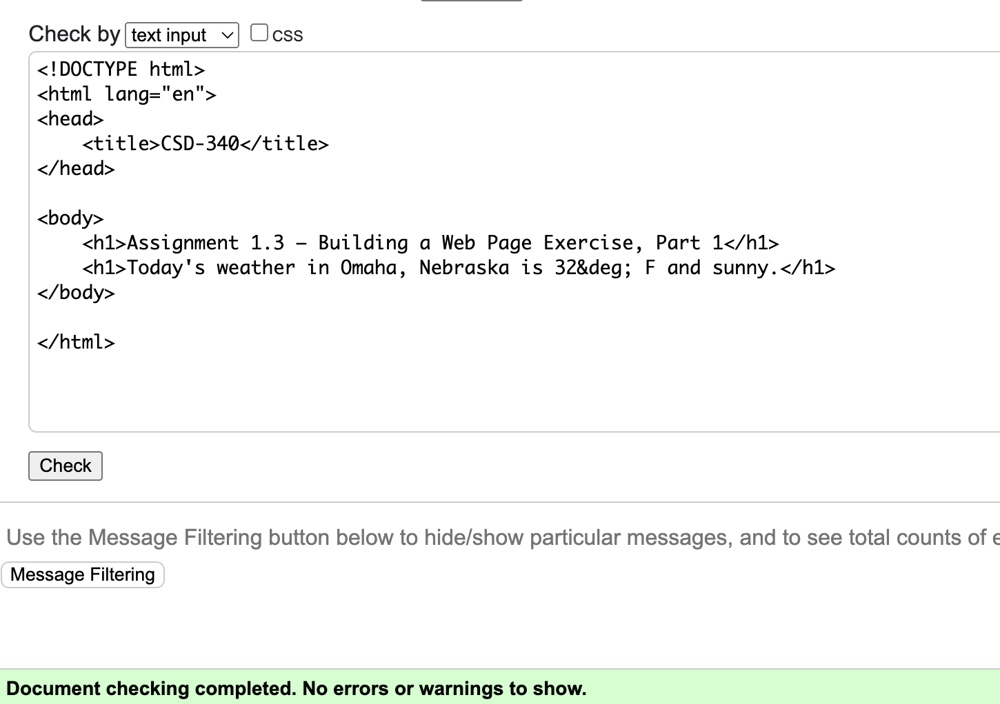 Check by text input CSS
<!DOCTYPE html>
<html lang="en">
<head>
    <title>CSD-340</title>
</head>
<body>
    <h1>Assignment 1.3 – Building a Web Page Exercise, Part 1</h1>
    <h1>Today's weather in Omaha, Nebraska is 32&deg; F and sunny.</h1>
</body>
</html>
Check
Use the Message Filtering button below to hide/show particular messages, and to see total counts of
Message Filtering
Document checking completed. No errors or warnings to show.